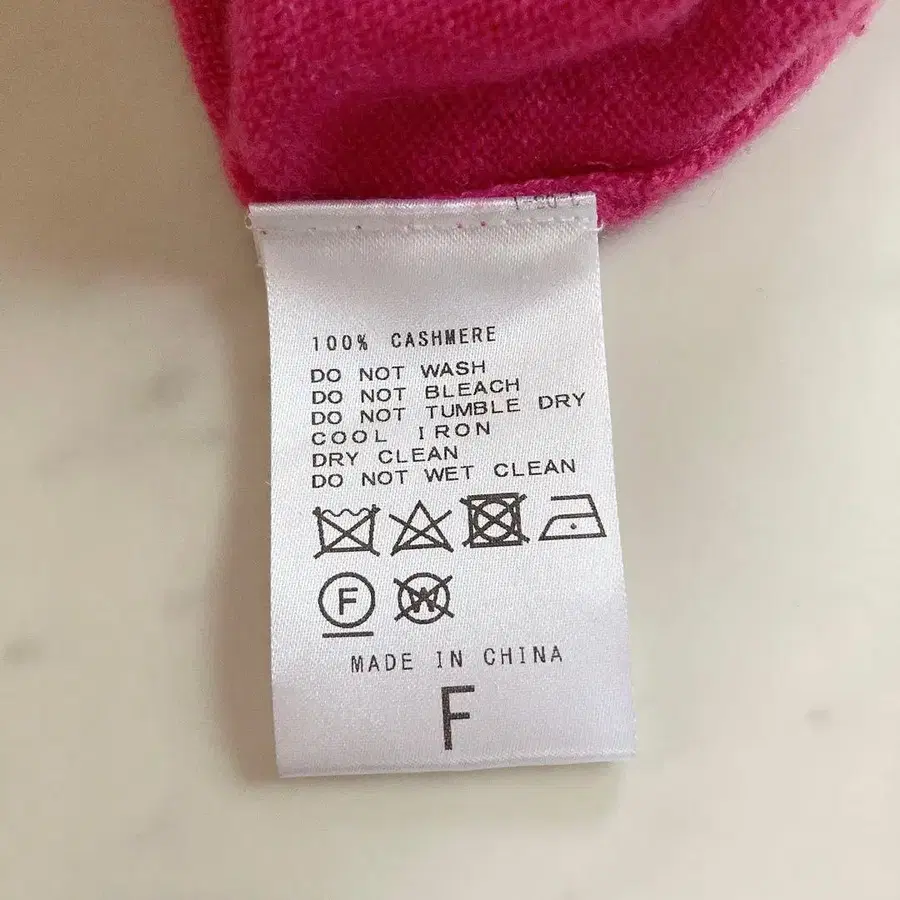 100% CASHMERE
DO NOT WASH
DO NOT BLEACH
DO NOT TUMBLE DRY
COOL IRON
DRY CLEAN
DO NOT WET CLEAN
F W
MADE IN CHINA
F